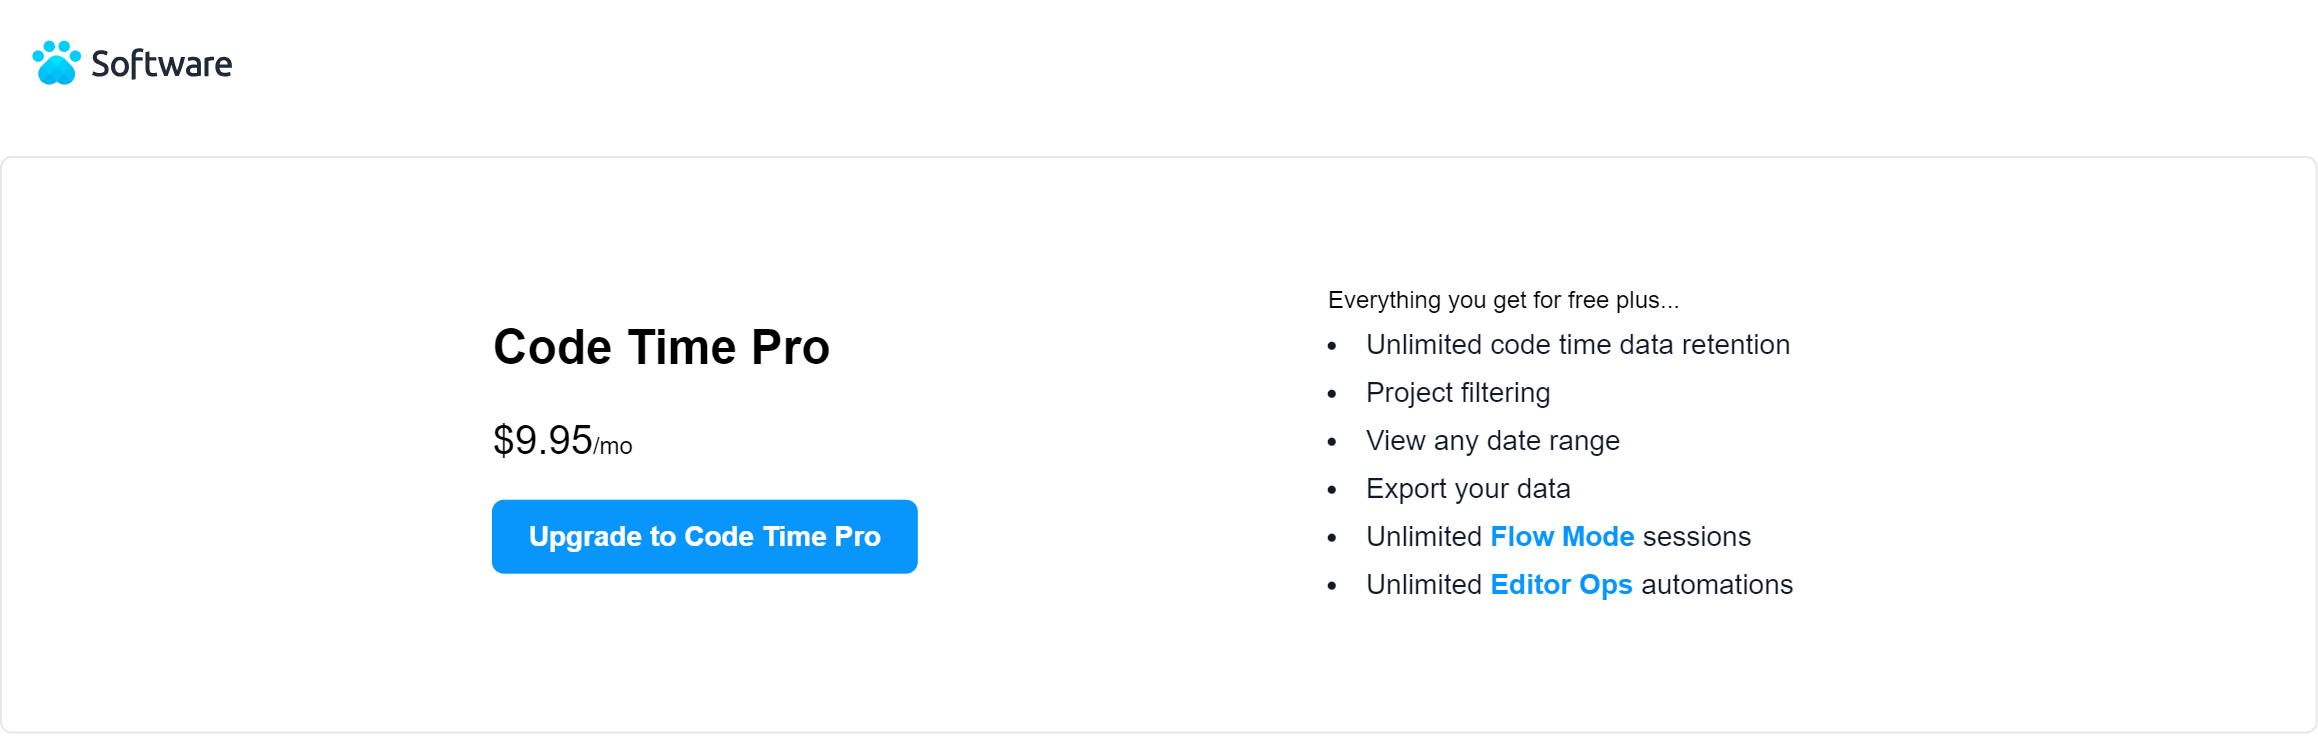 Software
Code Time Pro
$9.95/mo
Upgrade to Code Time Pro
Everything you get for free plus...
• Unlimited code time data retention
• Project filtering
• View any date range
• Export your data
• Unlimited Flow Mode sessions
• Unlimited Editor Ops automations